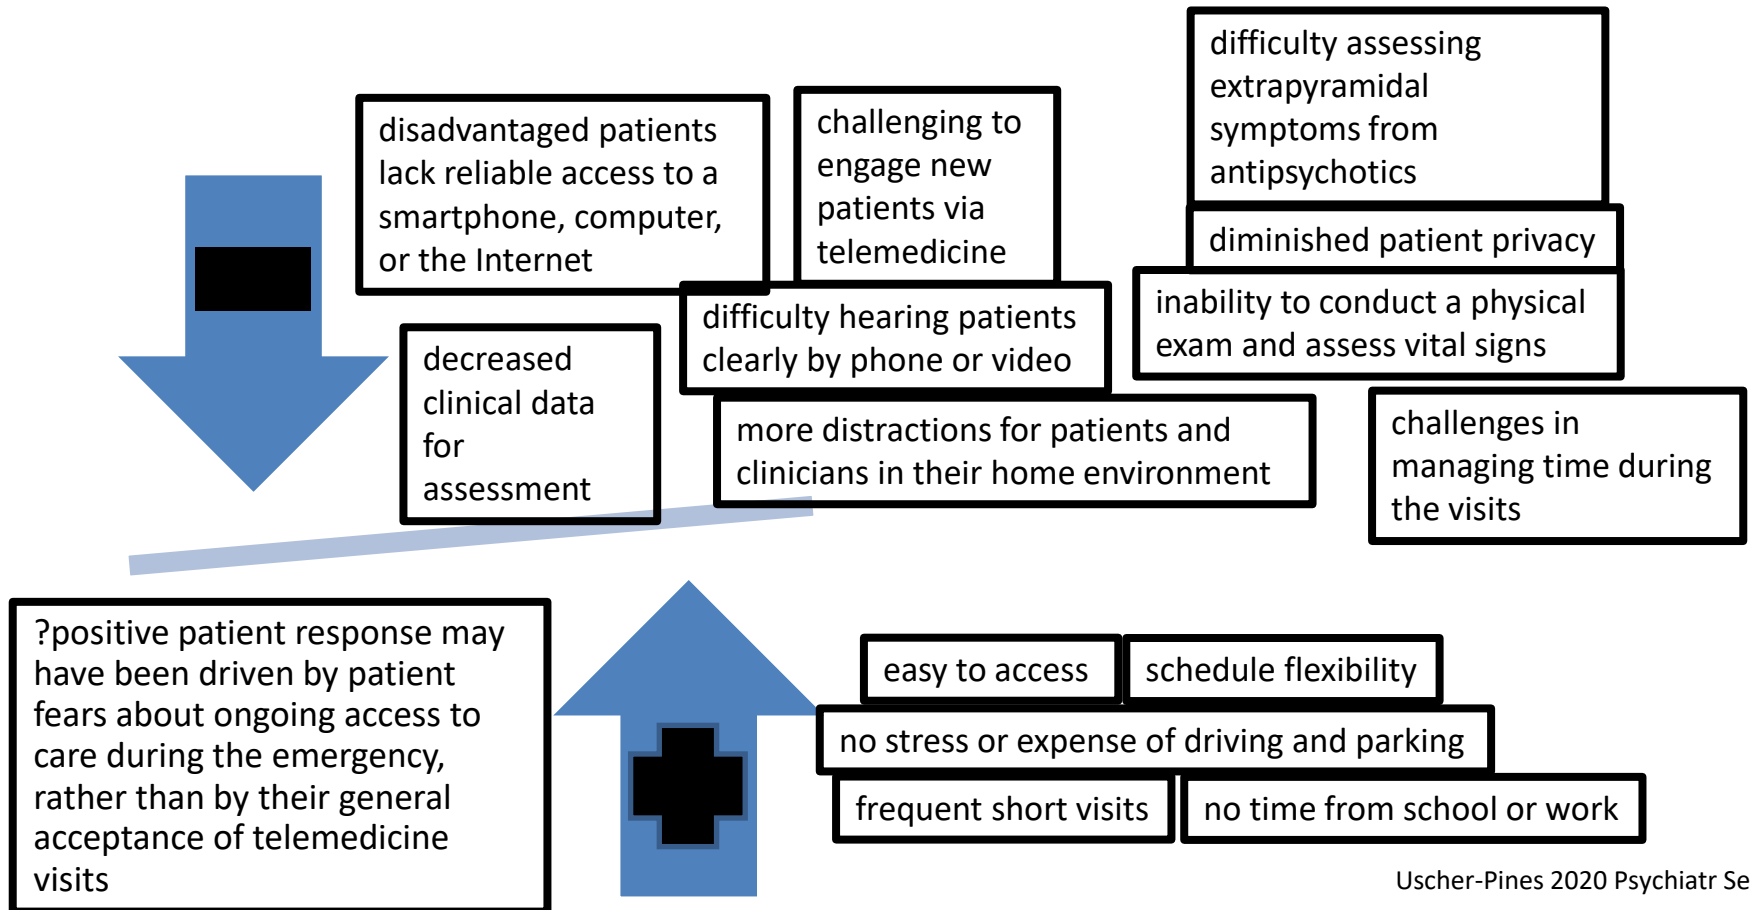 disadvantaged patients
lack reliable access to a
smartphone, computer,
or the Internet
challenging to
engage new
patients via
telemedicine
difficulty assessing
extrapyramidal
symptoms from
antipsychotics
diminished patient privacy
inability to conduct a physical
exam and assess vital signs
difficulty hearing patients
clearly by phone or video
decreased
clinical data
for
assessment
more distractions for patients and
clinicians in their home environment
challenges in
managing time during
the visits
?positive patient response may
have been driven by patient
fears about ongoing access to
care during the emergency,
rather than by their general
acceptance of telemedicine
visits
easy to access
schedule flexibility
no stress or expense of driving and parking
frequent short visits
no time from school or work
Uscher-Pines 2020 Psychiatr Se